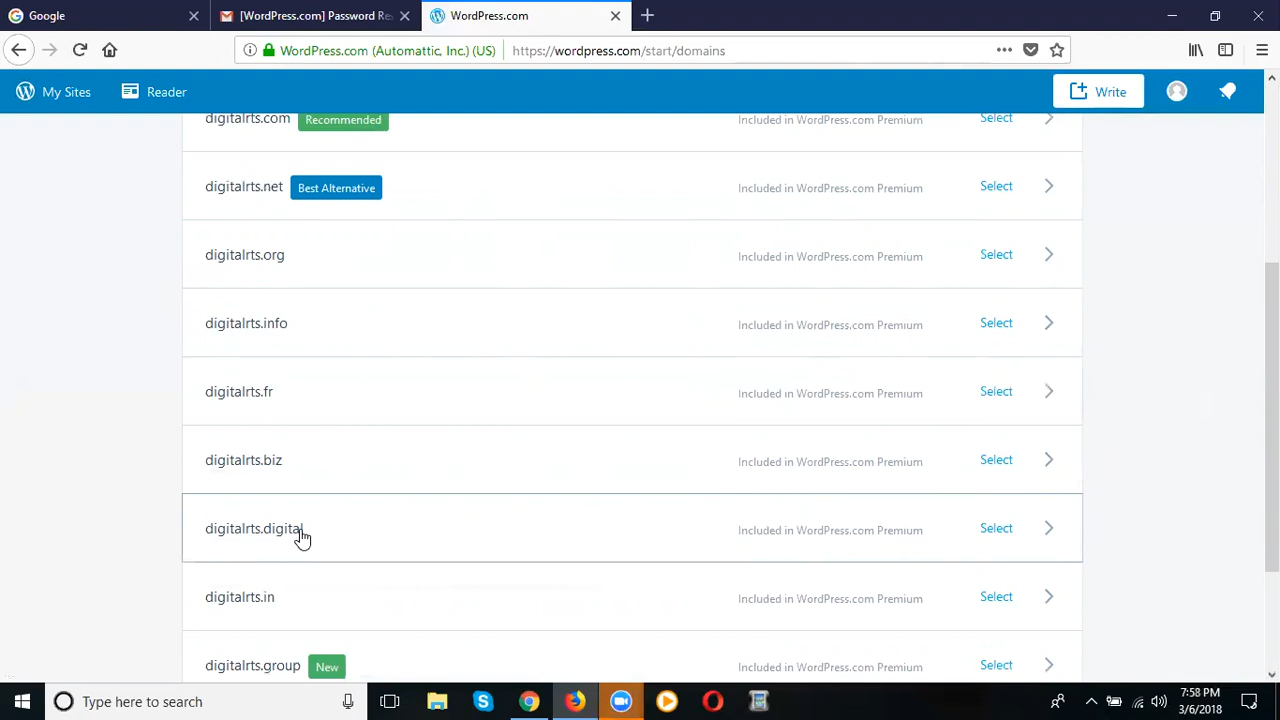 Google
[WordPress.com] Password Re
WordPress.com
WordPress.com (Automattic, Inc.) (US)
https://wordpress.com/start/domains
My Sites
Reader
Write
digitalrts.com Recommended Included in WordPress.com Premium Select
digitalrts.net Best Alternative Included in WordPress.com Premium Select
digitalrts.org Included in WordPress.com Premium Select
digitalrts.info Included in WordPress.com Premium Select
digitalrts.fr Included in WordPress.com Premium Select
digitalrts.biz Included in WordPress.com Premium Select
digitalrts.digital Included in WordPress.com Premium Select
digitalrts.in Included in WordPress.com Premium Select
digitalrts.group New Included in WordPress.com Premium Select
Type here to search
7:58 PM
3/6/2018